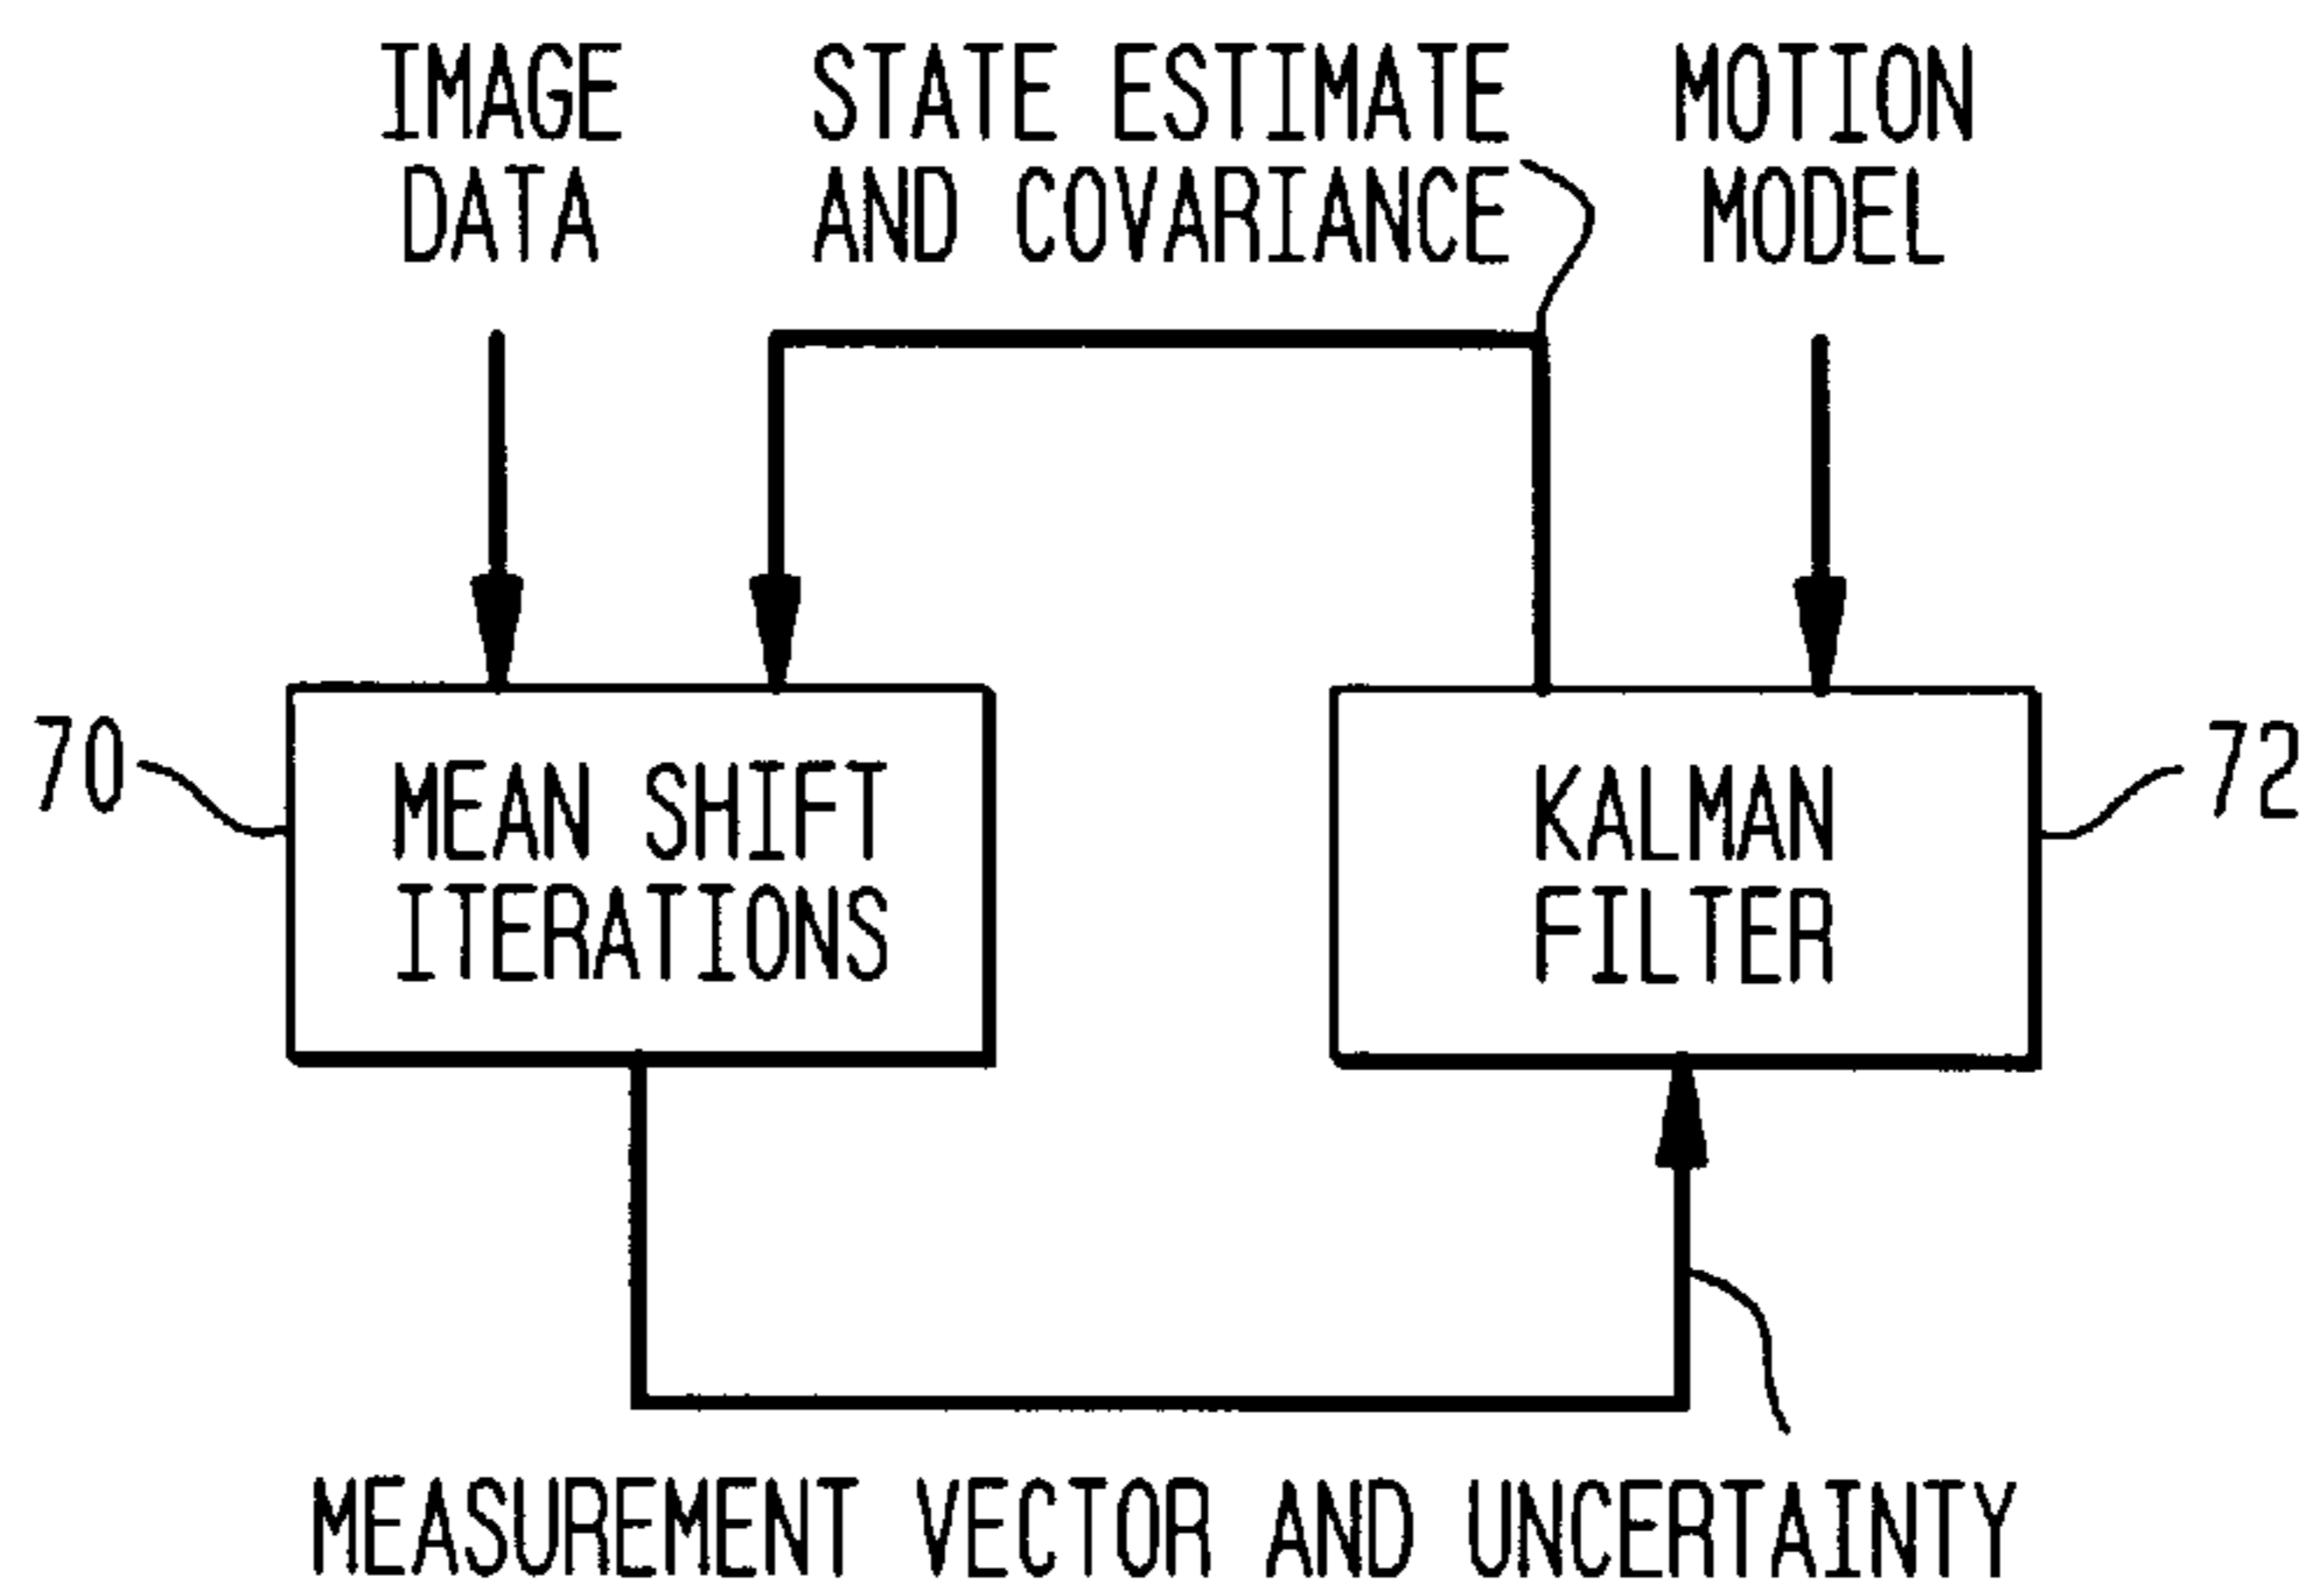 IMAGE
DATA
STATE ESTIMATE
AND COVARIANCE
MOTION
MODEL
70
MEAN SHIFT
ITERATIONS
KALMAN
FILTER
72
MEASUREMENT VECTOR AND UNCERTAINTY